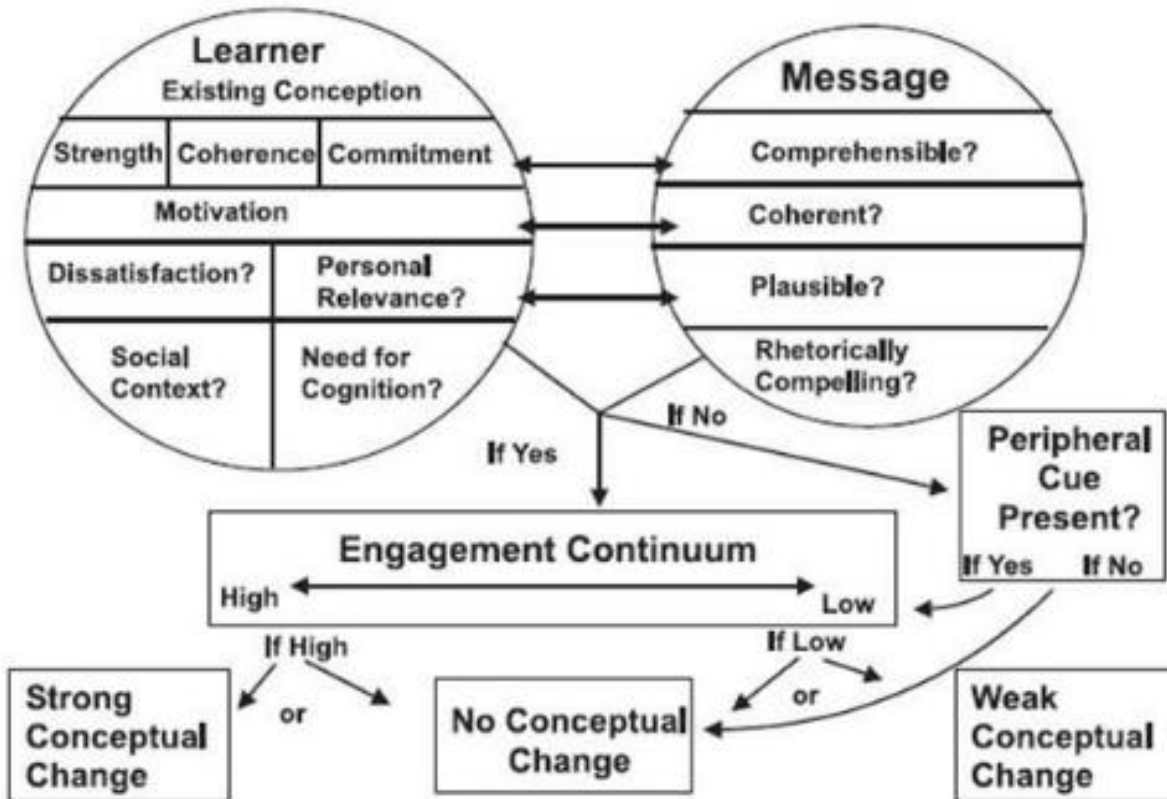 Learner
Existing Conception
Strength
Coherence
Commitment
Motivation
Dissatisfaction?
Personal
Relevance?
Social
Context?
Need for
Cognition?
Message
Comprehensible?
Coherent?
Plausible?
Rhetorically
Compelling?
If Yes
If No
Peripheral
Cue
Present?
If Yes
If No
Engagement Continuum
High
Low
If High
If Low
Strong
Conceptual
Change
or
No Conceptual
Change
or
Weak
Conceptual
Change